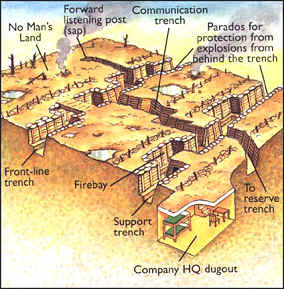 No Man's
Land
Forward
listening post
(sap)
Communication
trench
Parados for
protection from
explosions from
behind the trench
Front-line
trench
Firebay
Support
trench
To
reserve
trench
Company HQ dugout